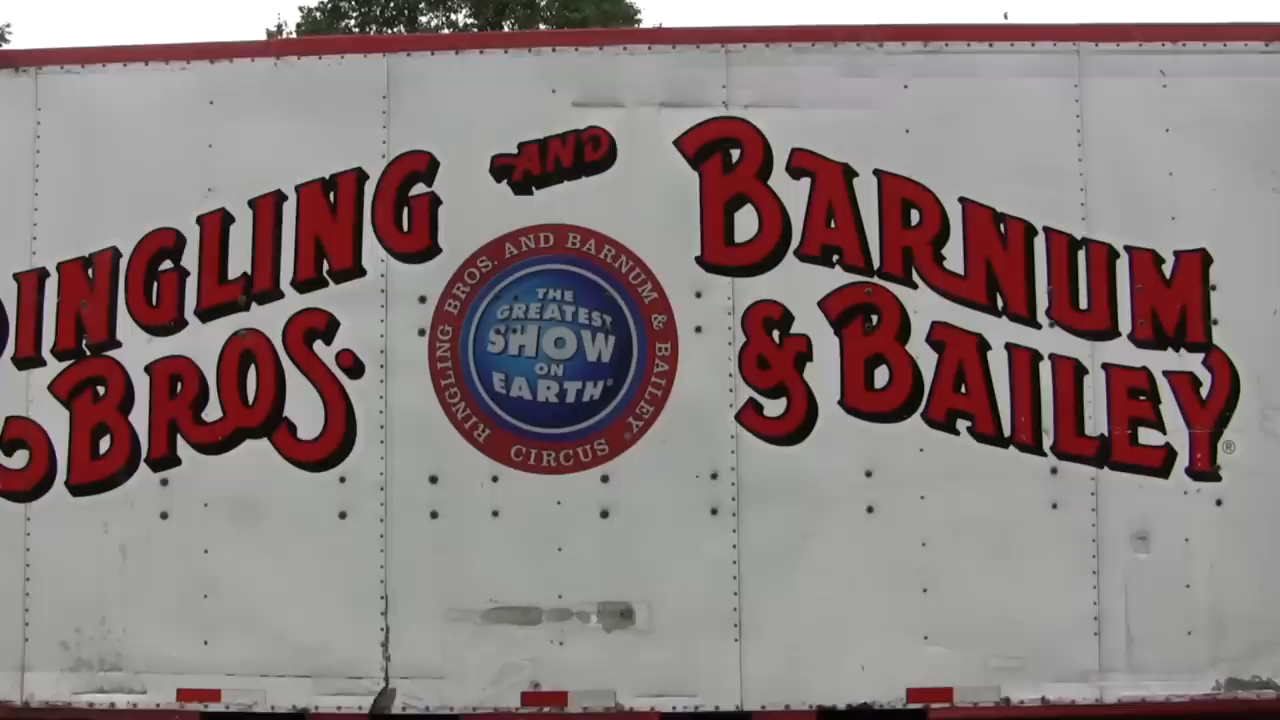 INGLING
BROS.
AND
BARNUM
& BAILEY®
RINGLING BROS. AND BARNUM & BAILEY®
CIRCUS
THE
GREATEST
SHOW
ON
EARTH®